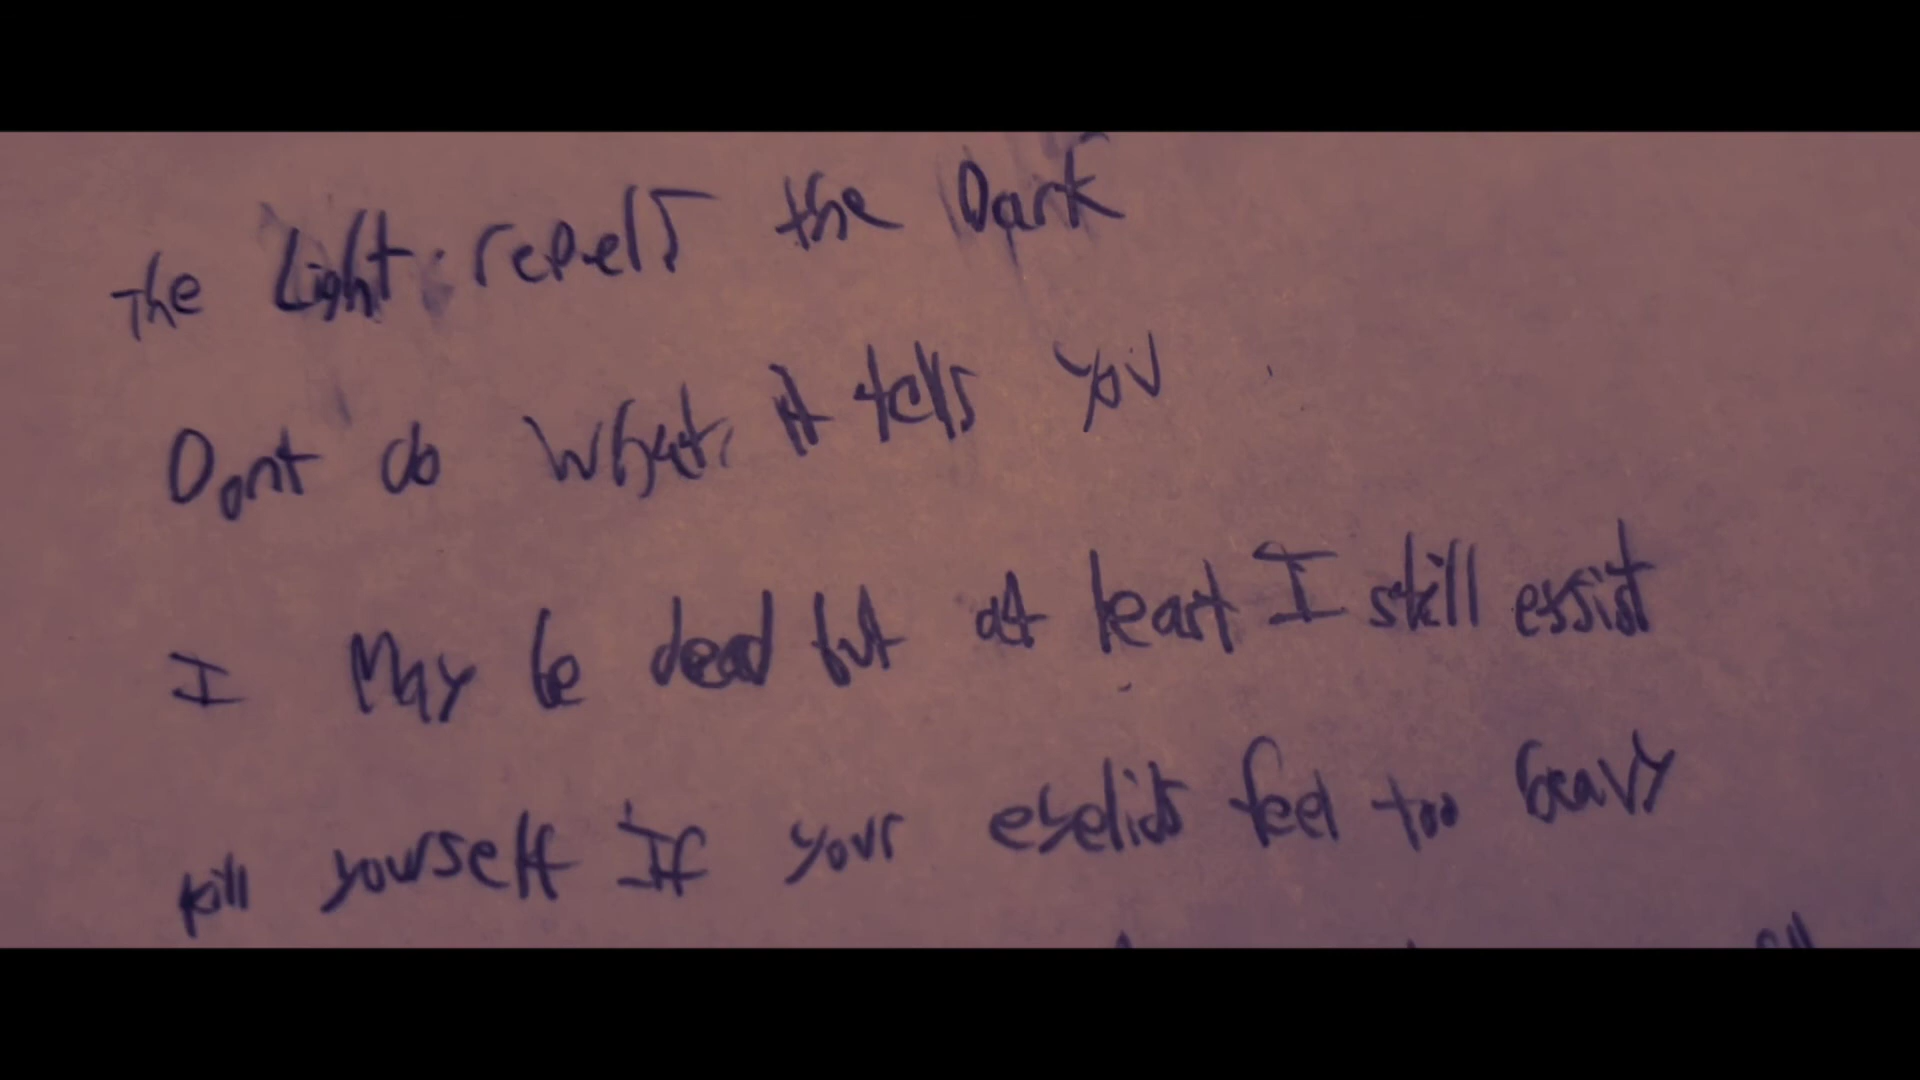 The Light repels the Dark
Dont do what it tells you
I May be dead but at least I still exsist
kill yourself If your eyelids feel too heavy